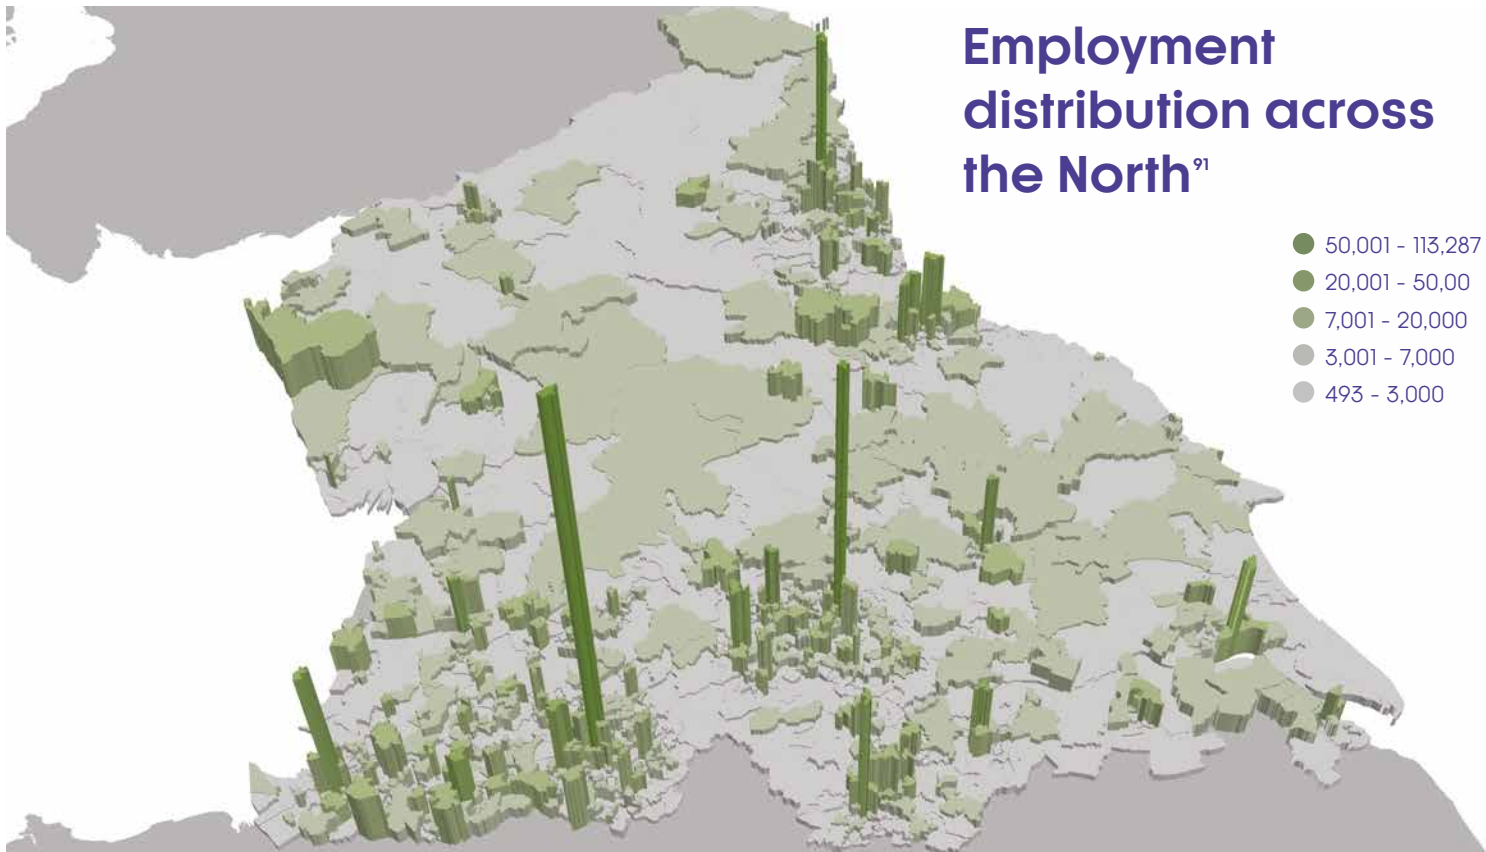 Employment
distribution across
the North⁹¹
50,001 - 113,287
20,001 - 50,00
7,001 - 20,000
3,001 - 7,000
493 - 3,000